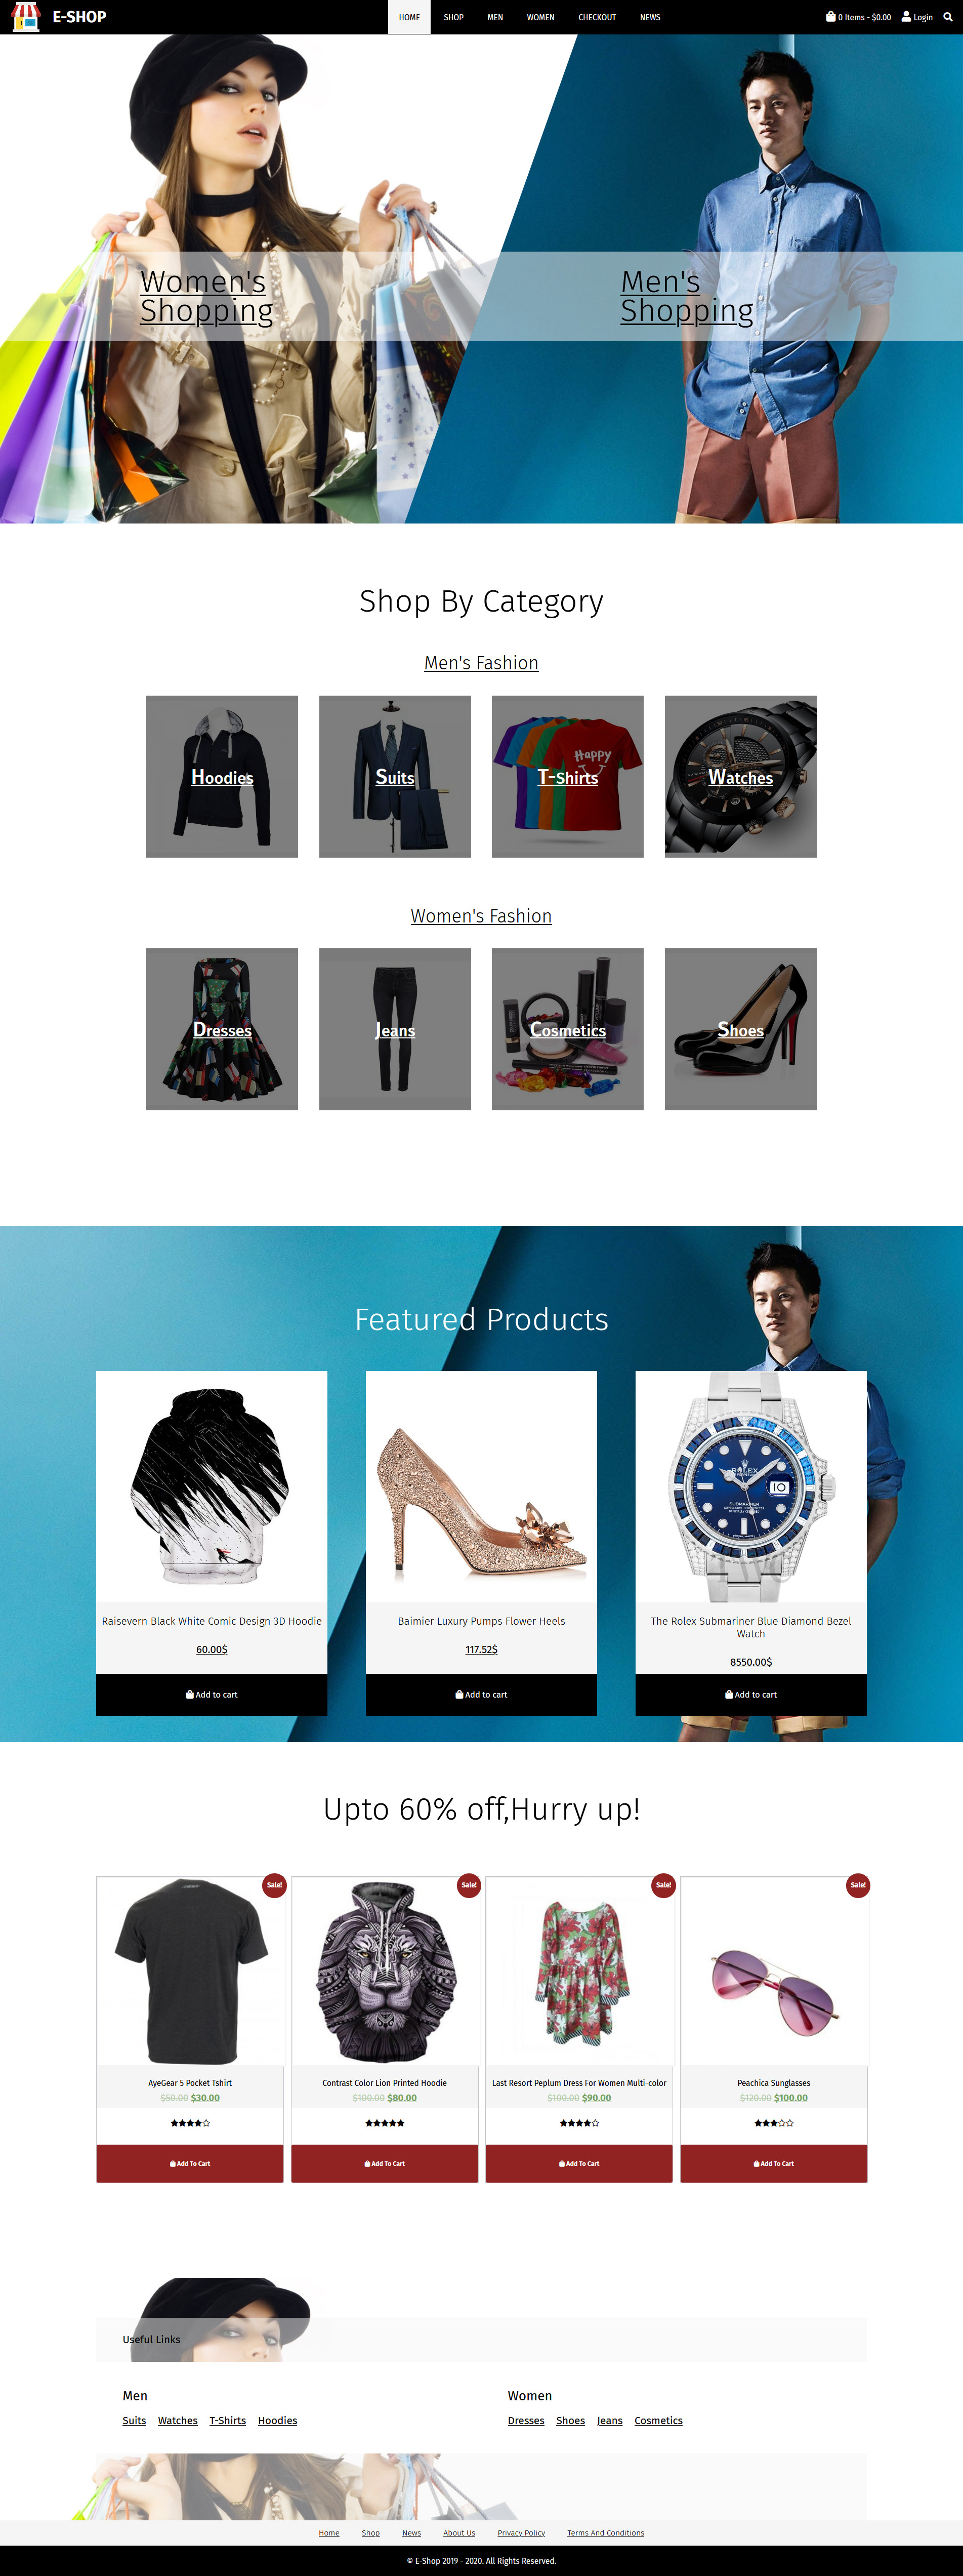 E-SHOP
HOME SHOP MEN WOMEN CHECKOUT NEWS
0 Items - $0.00 Login
Women's
Shopping
Men's
Shopping
Shop By Category
Men's Fashion
Hoodies
Suits
Happy
T-Shirts
Watches
Women's Fashion
Dresses
Jeans
Cosmetics
Shoes
Featured Products
ROLEX
SUBMARINER
10
Raisevern Black White Comic Design 3D Hoodie
60.00$
Add to cart
Baimier Luxury Pumps Flower Heels
117.52$
Add to cart
The Rolex Submariner Blue Diamond Bezel
Watch
8550.00$
Add to cart
Upto 60% off,Hurry up!
Sale!
AyeGear 5 Pocket Tshirt
$50.00 $30.00
Add To Cart
Sale!
Contrast Color Lion Printed Hoodie
$100.00 $80.00
Add To Cart
Sale!
Last Resort Peplum Dress For Women Multi-color
$100.00 $90.00
Add To Cart
Sale!
Peachica Sunglasses
$120.00 $100.00
Add To Cart
Useful Links
Men
Suits Watches T-Shirts Hoodies
Women
Dresses Shoes Jeans Cosmetics
Home Shop News About Us Privacy Policy Terms And Conditions
© E-Shop 2019 - 2020. All Rights Reserved.